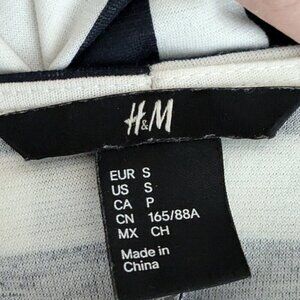 H&M
EUR S
US S
CA P
CN 165/88A
MX CH
Made in
China